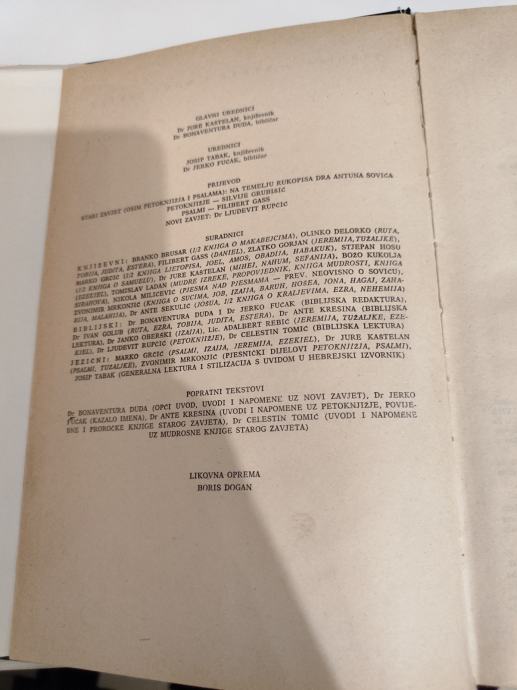 GLAVNI UREDNICI
Dr JURE KAŠTELAN, književnik
Dr BONAVENTURA DUDA, bibličar
UREDNICI
JOSIP TABAK, književnik
Dr JERKO FUĆAK, bibličar
PRIJEVOD
STARI ZAVJET (OSIM PETOKNJIŽJA I PSALAMA): NA TEMELJU RUKOPISA DRA ANTUNA SOVIĆA
PETOKNJIŽJE — SILVIJE GRUBIŠIĆ
PSALMI — FILIBERT GASS
NOVI ZAVJET: Dr LJUDEVIT RUPČIĆ
SURADNICI
KNJIŽEVNI: BRANKO BRUSAR (1/2 KNJIGA O MAKABEJCIMA), OLINKO DELORKO (RUTA,
TOBIJA, JUDITA, ESTERA), FILIBERT GASS (DANIEL), ZLATKO GORJAN (JEREMIJA, TUŽALJKE),
MARKO GRČIĆ (1/2 KNJIGA LJETOPISA, JOEL, AMOS, OBADIJA, HABAKUK), STJEPAN HOSU
(1/2 KNJIGA O SAMUELU), Dr JURE KAŠTELAN (MIHEJ, NAHUM, SEFANIJA), BOŽO KUKOLJA
(EZEKIEL), TOMISLAV LADAN (MUDRE IZREKE, PROPOVJEDNIK, KNJIGA MUDROSTI, KNJIGA
SIRAHOVA), NIKOLA MILIĆEVIĆ (PJESMA NAD PJESMAMA — PREV. NEOVISNO O SOVIĆU),
ZVONIMIR MRKONJIĆ (KNJIGA O SUCIMA, JOB, IZAIJA, BARUH, HOŠEA, JONA, HAGAJ, ZAHA-
RIJA, MALAHIJA), Dr ANTE SEKULIĆ (JOŠUA, 1/2 KNJIGA O KRALJEVIMA, EZRA, NEHEMIJA)
BIBLIJSKI: Dr BONAVENTURA DUDA I Dr JERKO FUĆAK (BIBLIJSKA REDAKTURA),
Dr IVAN GOLUB (RUTA, EZRA, TOBIJA, JUDITA, ESTERA), Dr ANTE KRESINA (BIBLIJSKA
LEKTURA), Dr JANKO OBERŠKI (IZAIJA), Lic. ADALBERT REBIĆ (JEREMIJA, TUŽALJKE, EZE-
KIEL), Dr LJUDEVIT RUPČIĆ (PETOKNJIŽJE), Dr CELESTIN TOMIĆ (BIBLIJSKA LEKTURA)
JEZIČNI: MARKO GRČIĆ (PSALMI, IZAIJA, JEREMIJA, EZEKIEL), Dr JURE KAŠTELAN
(PSALMI, TUŽALJKE), ZVONIMIR MRKONJIĆ (PJESNIČKI DIJELOVI PETOKNJIŽJA, PSALMI),
JOSIP TABAK (GENERALNA LEKTURA I STILIZACIJA S UVIDOM U HEBREJSKI IZVORNIK)
POPRATNI TEKSTOVI
Dr BONAVENTURA DUDA (OPĆI UVOD, UVODI I NAPOMENE UZ NOVI ZAVJET), Dr JERKO
FUĆAK (KAZALO IMENA), Dr ANTE KRESINA (UVODI I NAPOMENE UZ PETOKNJIŽJE, POVIJE-
SNE I PROROČKE KNJIGE STAROG ZAVJETA), Dr CELESTIN TOMIĆ (UVODI I NAPOMENE
UZ MUDROSNE KNJIGE STAROG ZAVJETA)
LIKOVNA OPREMA
BORIS DOGAN